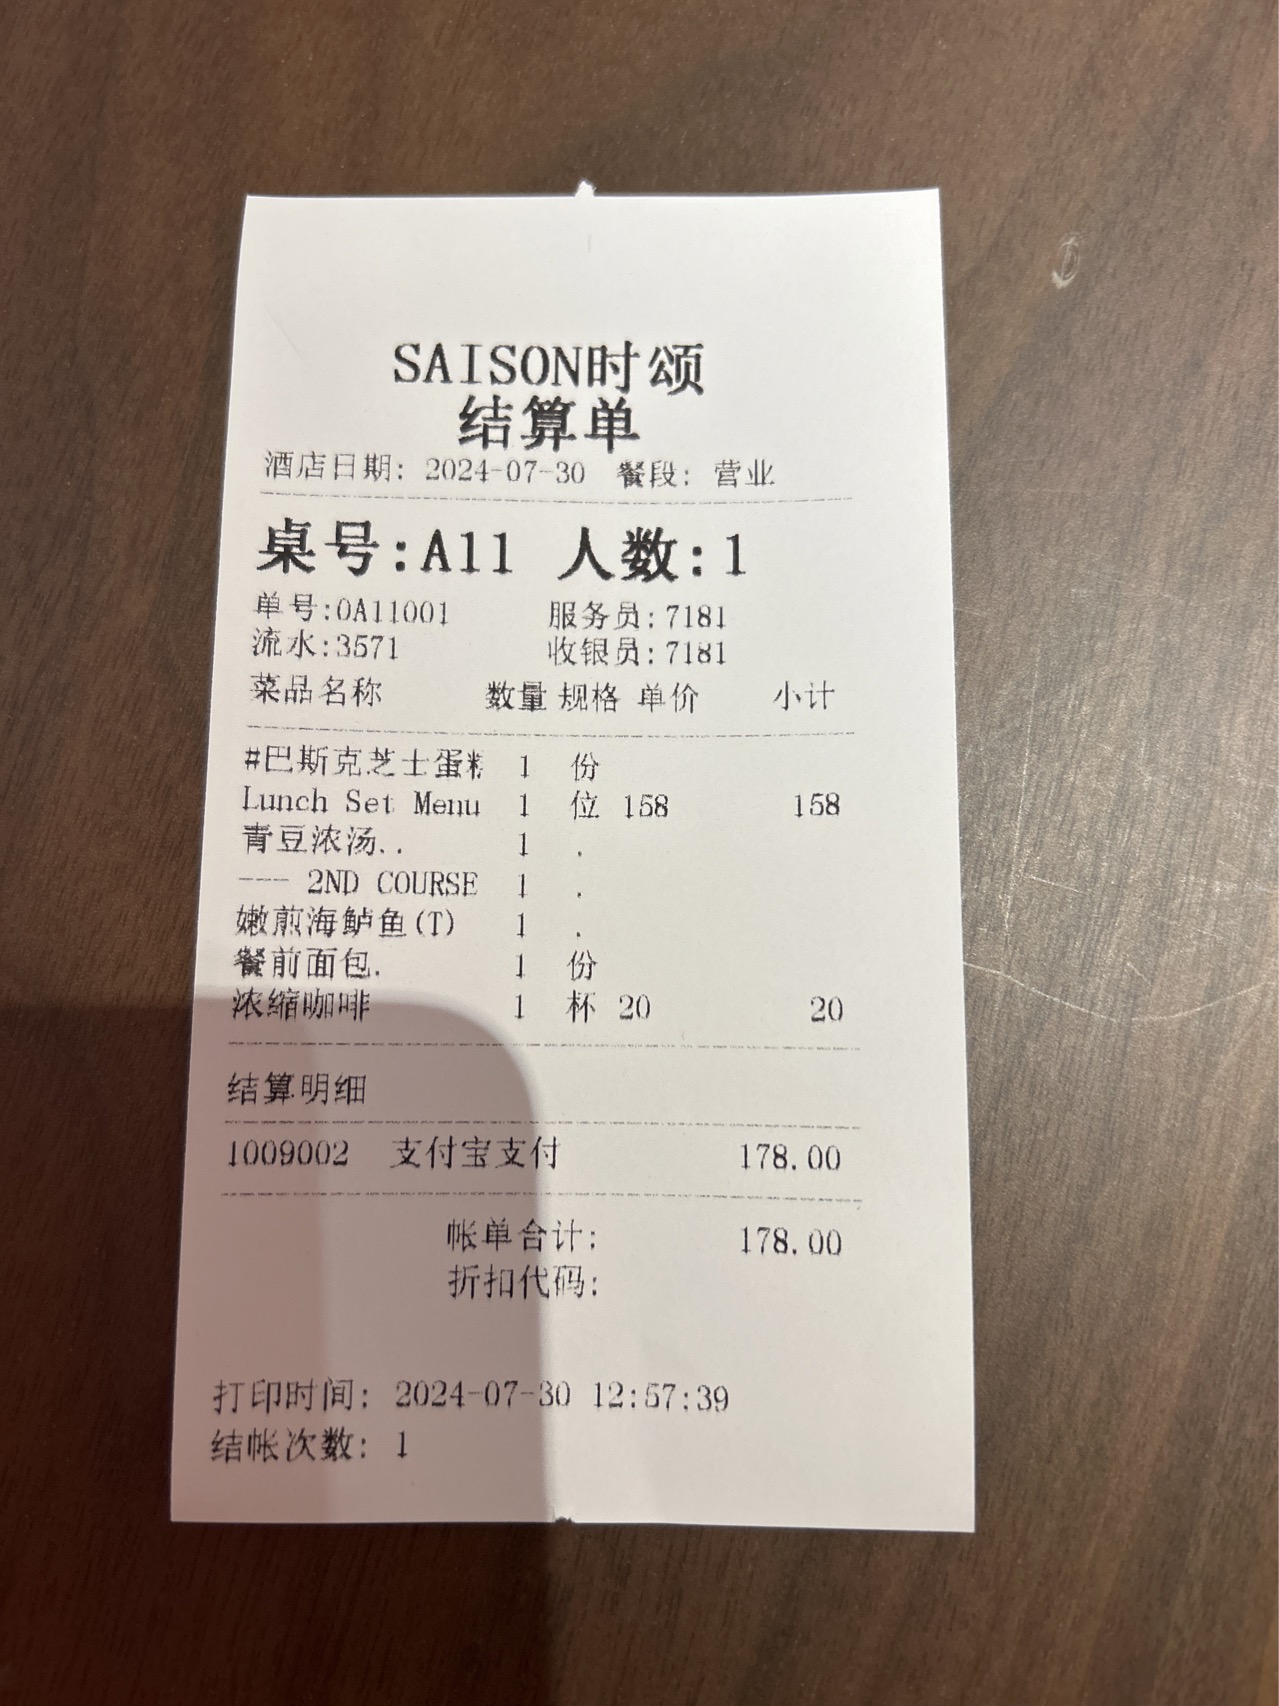 SAISON时颂
结算单
酒店日期: 2024-07-30 餐段: 营业
桌号:A11 人数:1
单号:0A11001 服务员:7181
流水:3571 收银员:7181
菜品名称 数量 规格 单价 小计
#巴斯克芝士蛋糕 1 份
Lunch Set Menu 1 位 158 158
青豆浓汤.. 1 .
--- 2ND COURSE 1 .
嫩煎海鲈鱼(T) 1 .
餐前面包. 1 份
浓缩咖啡 1 杯 20 20
结算明细
1009002 支付宝支付 178.00
帐单合计: 178.00
折扣代码:
打印时间: 2024-07-30 12:57:39
结帐次数: 1